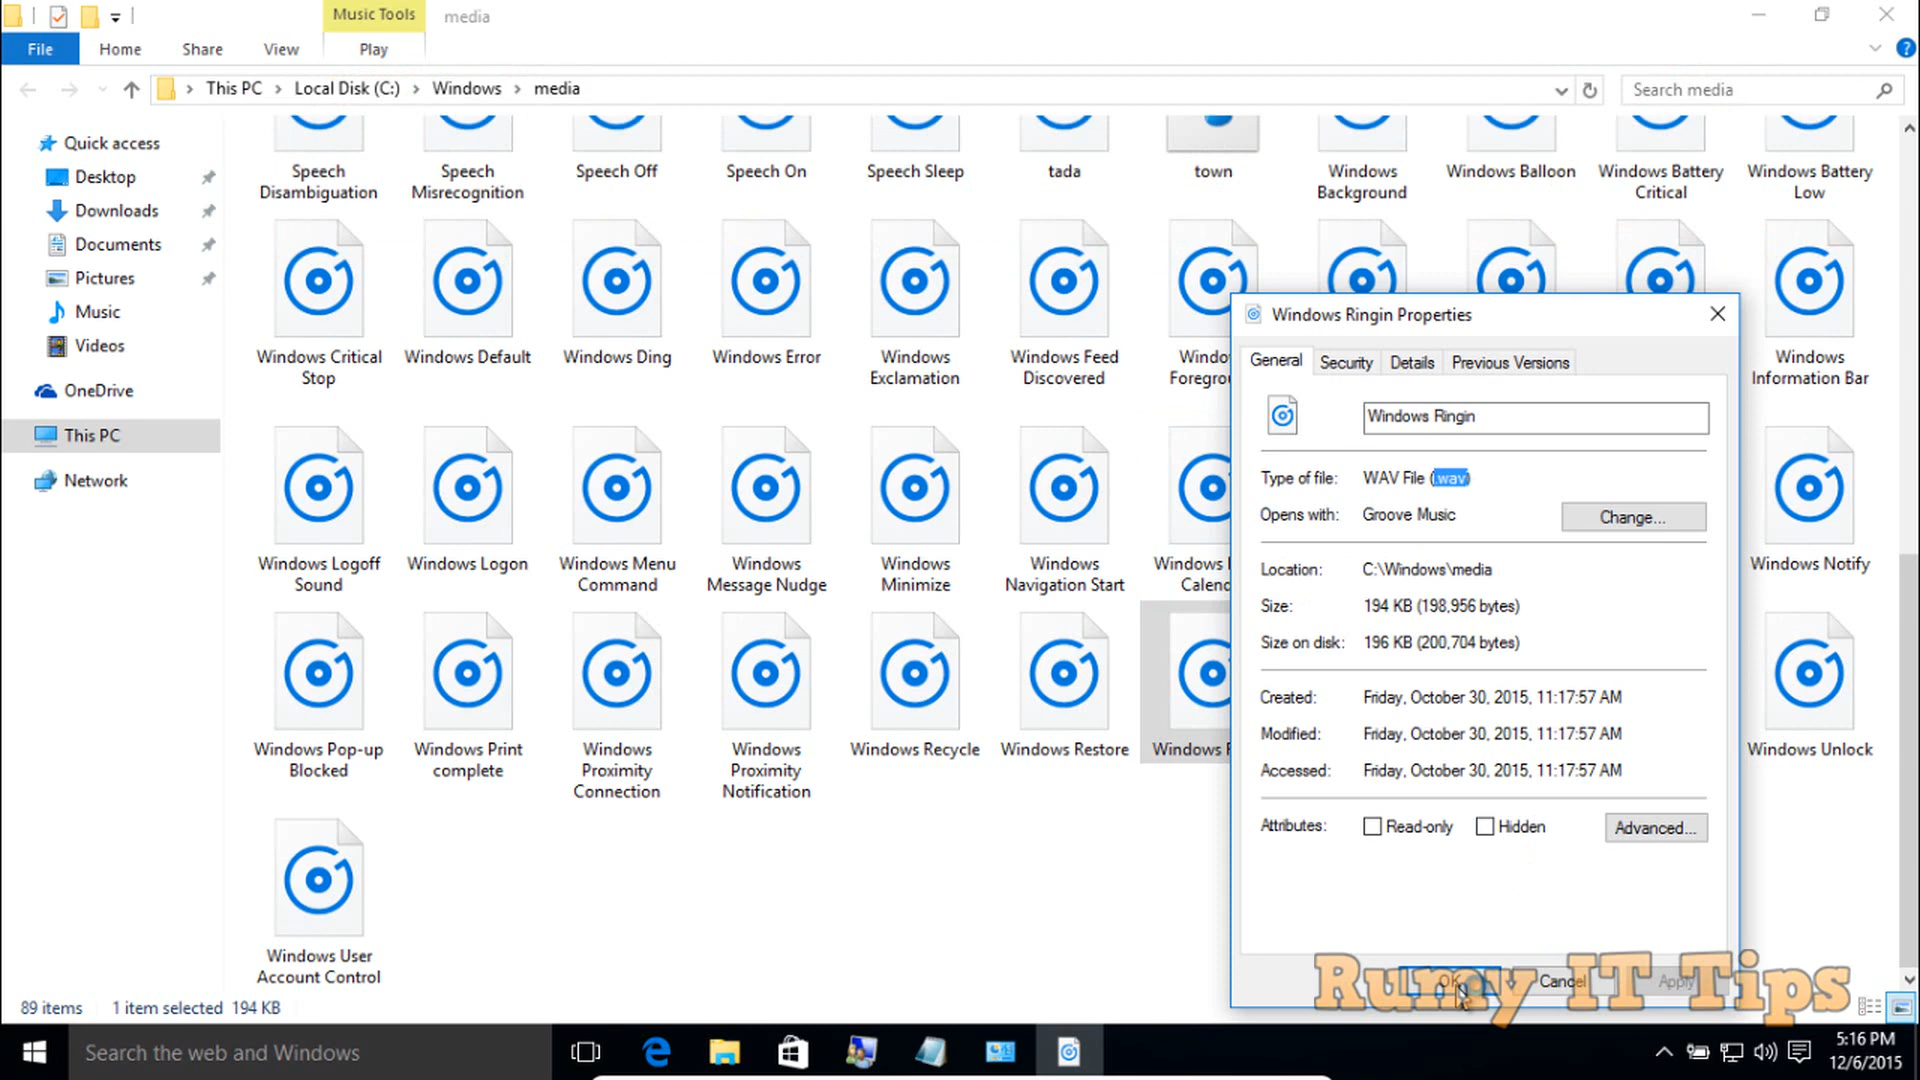 Music Tools
media
File
Home
Share
View
Play
This PC
Local Disk (C:)
Windows
media
Search media
Quick access
Desktop
Downloads
Documents
Pictures
Music
Videos
OneDrive
This PC
Network
Speech
Disambiguation
Speech
Misrecognition
Speech Off
Speech On
Speech Sleep
tada
town
Windows
Background
Windows Balloon
Windows Battery
Critical
Windows Battery
Low
Windows Critical
Stop
Windows Default
Windows Ding
Windows Error
Windows
Exclamation
Windows Feed
Discovered
Windows
Information Bar
Windows Logoff
Sound
Windows Logon
Windows Menu
Command
Windows
Message Nudge
Windows
Minimize
Windows
Navigation Start
Windows Notify
Windows Pop-up
Blocked
Windows Print
complete
Windows
Proximity
Connection
Windows
Proximity
Notification
Windows Recycle
Windows Restore
Windows
Windows Unlock
Windows User
Account Control
Windows Ringin Properties
General
Security
Details
Previous Versions
Windows Ringin
Type of file: WAV File (.wav)
Opens with: Groove Music
Change...
Location: C:\Windows\media
Size: 194 KB (198,956 bytes)
Size on disk: 196 KB (200,704 bytes)
Created: Friday, October 30, 2015, 11:17:57 AM
Modified: Friday, October 30, 2015, 11:17:57 AM
Accessed: Friday, October 30, 2015, 11:17:57 AM
Attributes: Read-only Hidden
Advanced...
OK
Cancel
Apply
Rumy IT Tips
89 items
1 item selected 194 KB
Search the web and Windows
5:16 PM
12/6/2015